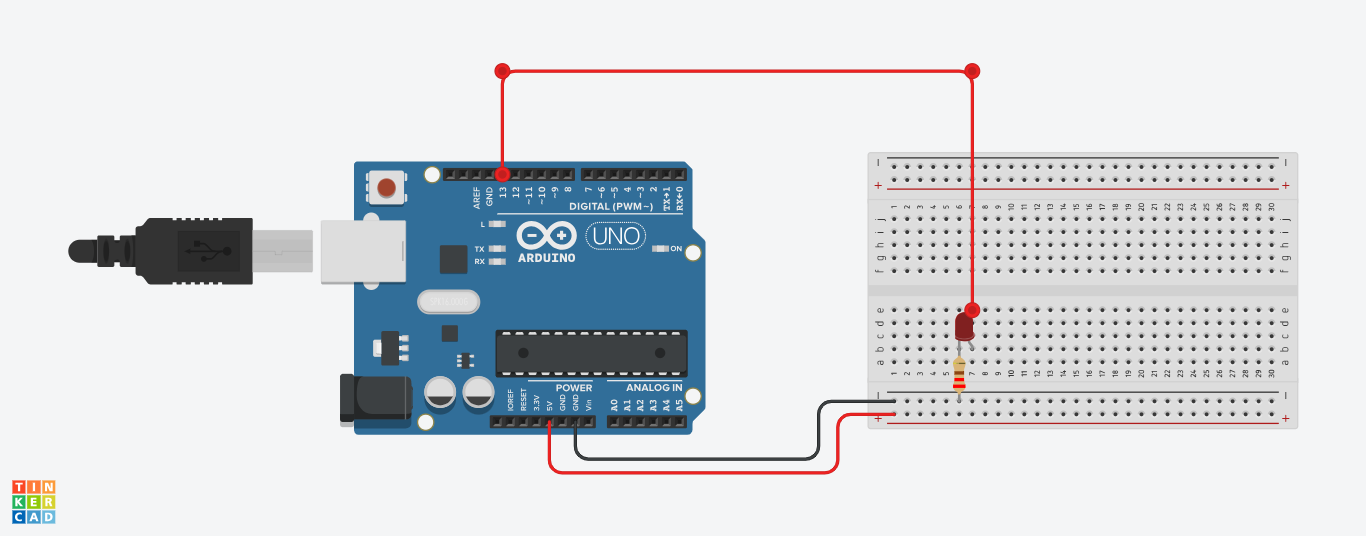 AREF
GND
13
12
~11
~10
~9
8
7
~6
~5
4
~3
2
TX→1
RX←0
DIGITAL (PWM~)
L
TX
RX
ARDUINO
UNO
ON
POWER
ANALOG IN
IOREF
RESET
3.3V
5V
GND
GND
Vin
A0
A1
A2
A3
A4
A5
− −
+ +
1 2 3 4 5 6 7 8 9 10 11 12 13 14 15 16 17 18 19 20 21 22 23 24 25 26 27 28 29 30
j j
i i
h h
g g
f f
e e
d d
c c
b b
a a
1 2 3 4 5 6 7 8 9 10 11 12 13 14 15 16 17 18 19 20 21 22 23 24 25 26 27 28 29 30
− −
+ +
TIN
KER
CAD